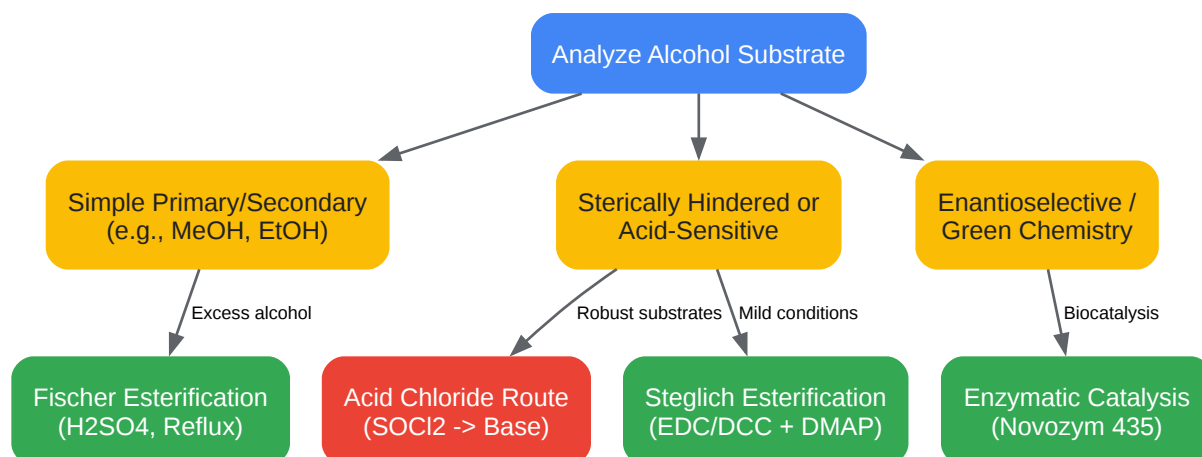 Analyze Alcohol Substrate
Simple Primary/Secondary
(e.g., MeOH, EtOH)
Sterically Hindered or
Acid-Sensitive
Enantioselective /
Green Chemistry
Excess alcohol
Robust substrates
Mild conditions
Biocatalysis
Fischer Esterification
(H2SO4, Reflux)
Acid Chloride Route
(SOCl2 -> Base)
Steglich Esterification
(EDC/DCC + DMAP)
Enzymatic Catalysis
(Novozym 435)